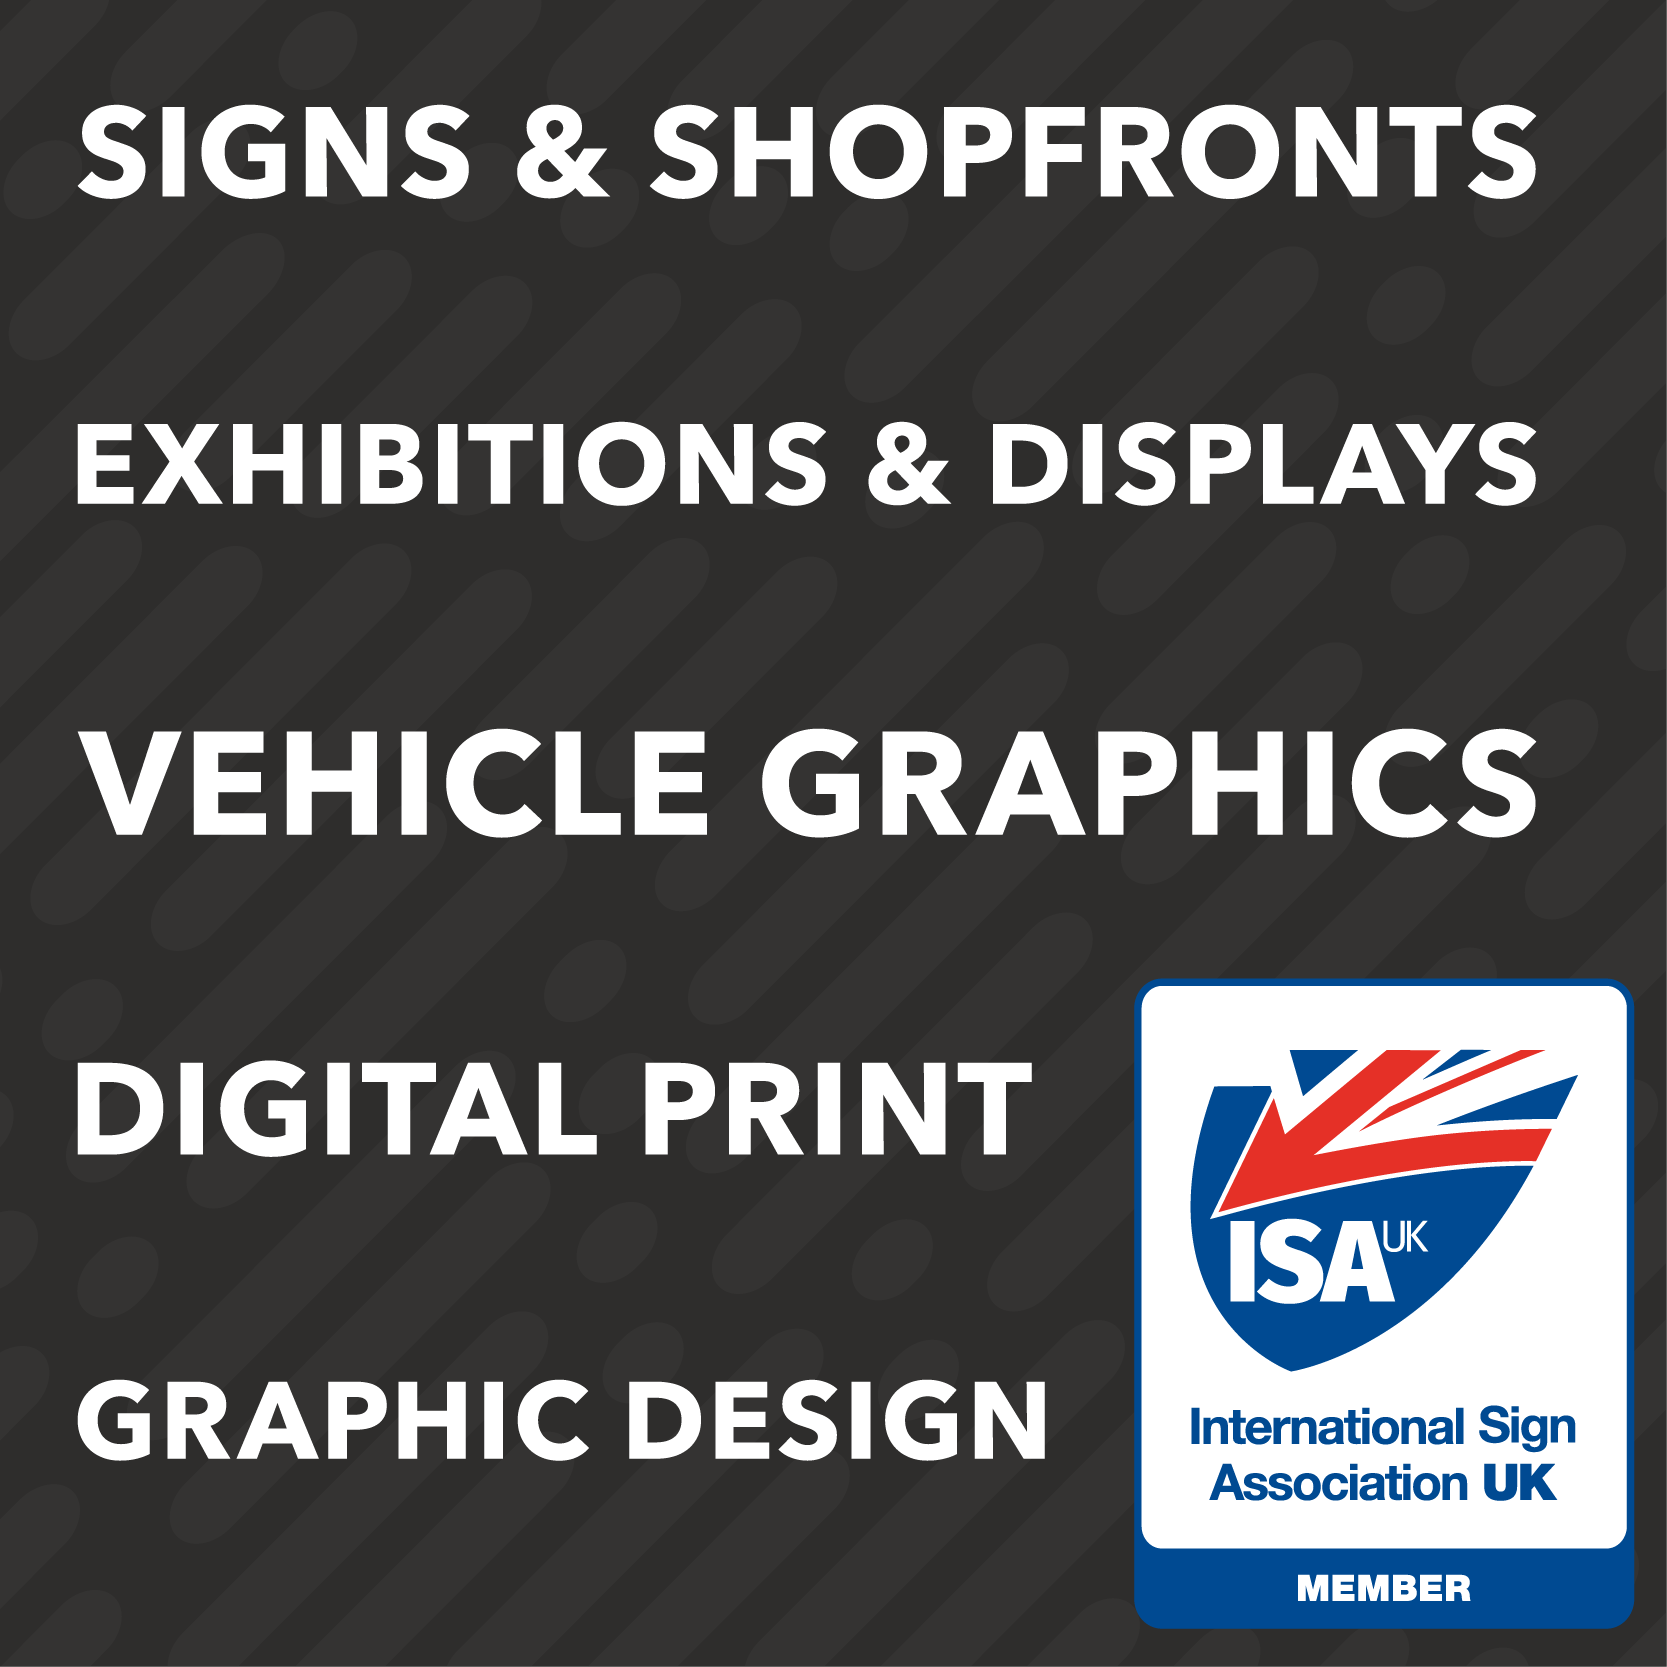 SIGNS & SHOPFRONTS
EXHIBITIONS & DISPLAYS
VEHICLE GRAPHICS
DIGITAL PRINT
GRAPHIC DESIGN
ISA UK
International Sign
Association UK
MEMBER